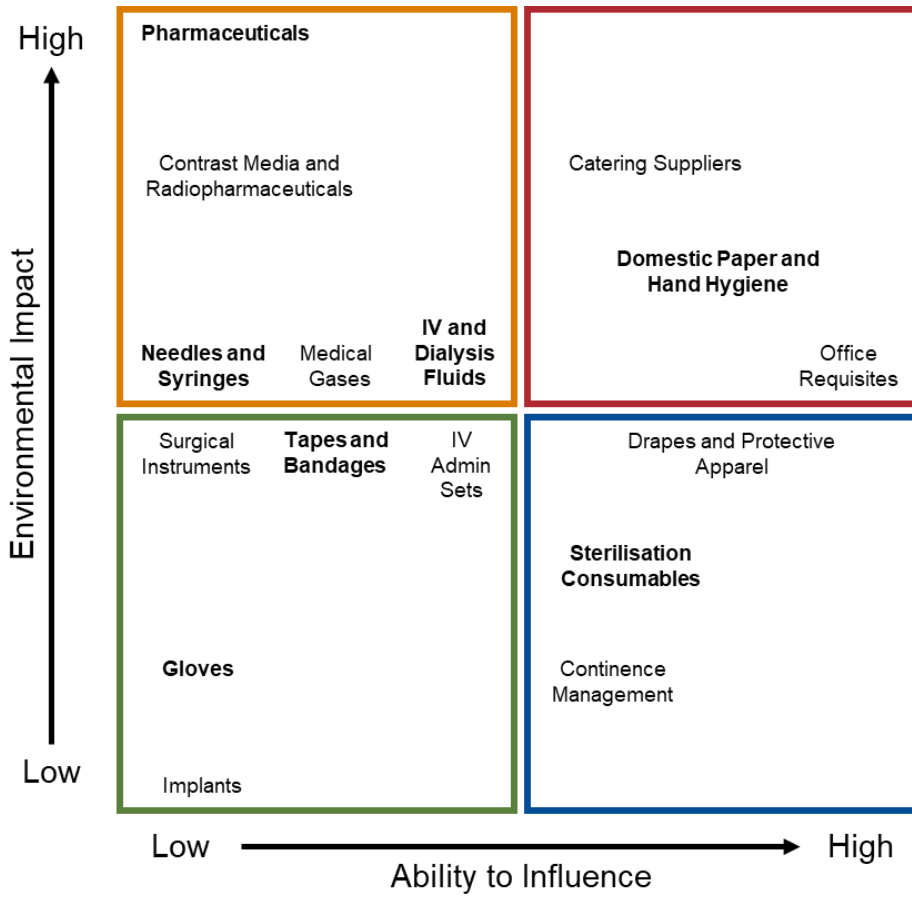 High
Pharmaceuticals
Contrast Media and
Radiopharmaceuticals
Catering Suppliers
Domestic Paper and
Hand Hygiene
Needles and
Syringes
Medical
Gases
IV and
Dialysis
Fluids
Office
Requisites
Environmental Impact
Surgical
Instruments
Tapes and
Bandages
IV
Admin
Sets
Drapes and Protective
Apparel
Sterilisation
Consumables
Gloves
Continence
Management
Implants
Low
Low
High
Ability to Influence